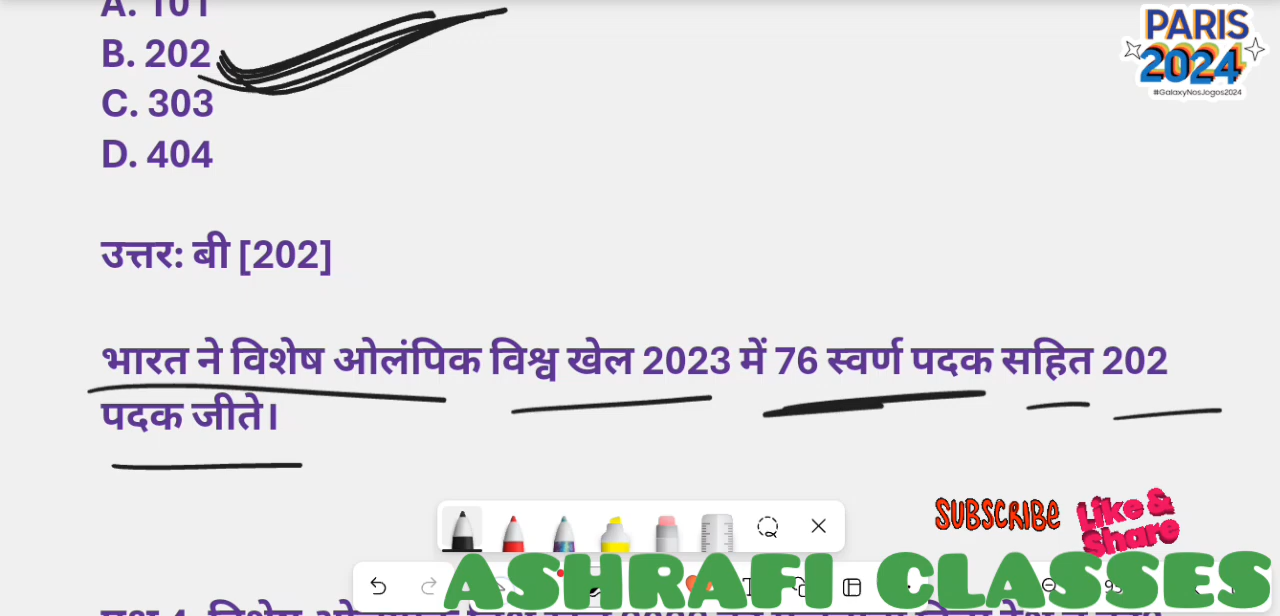 A. 101
B. 202
C. 303
D. 404
उत्तर: बी [202]
भारत ने विशेष ओलंपिक विश्व खेल 2023 में 76 स्वर्ण पदक सहित 202
पदक जीते।
PARIS
2024
#GalaxyNosJogos2024
SUBSCRIBE
Like &
Share
ASHRAFI CLASSES